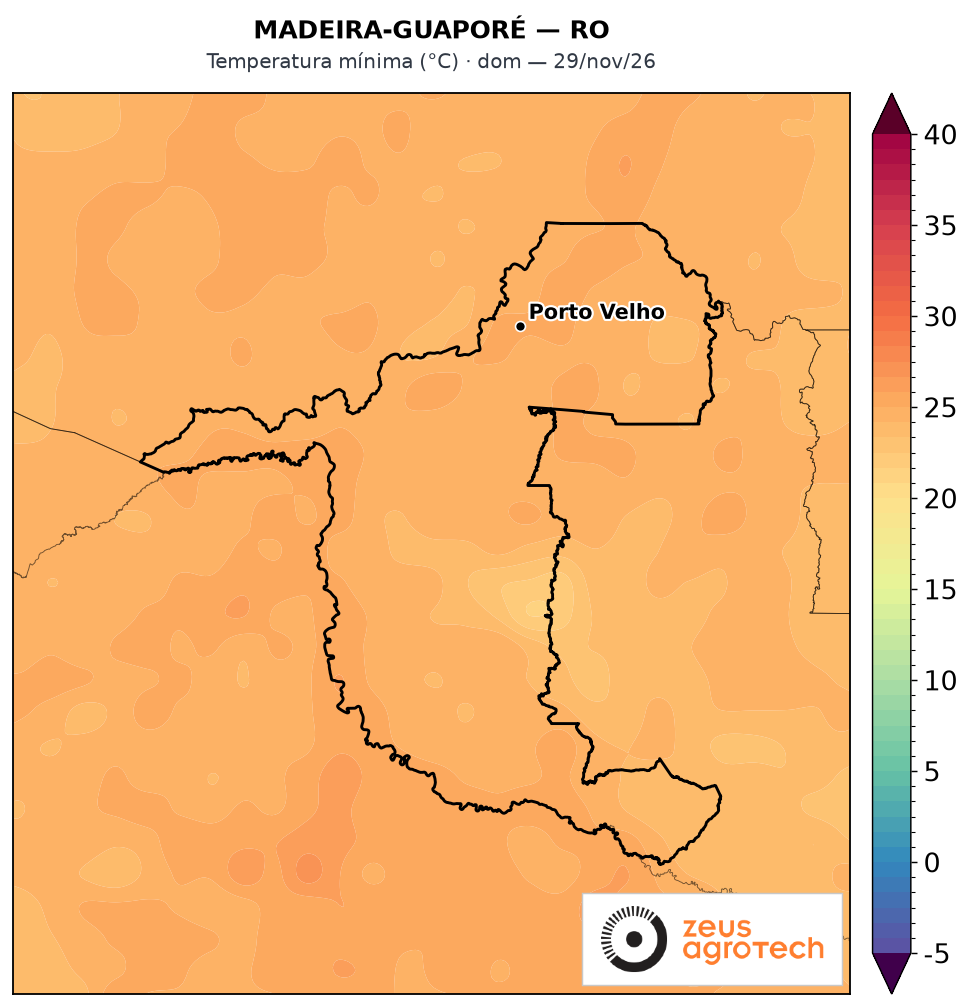 MADEIRA-GUAPORÉ — RO
Temperatura mínima (°C) · dom — 29/nov/26
Porto Velho
40
35
30
25
20
15
10
5
0
-5
zeus
agrotech